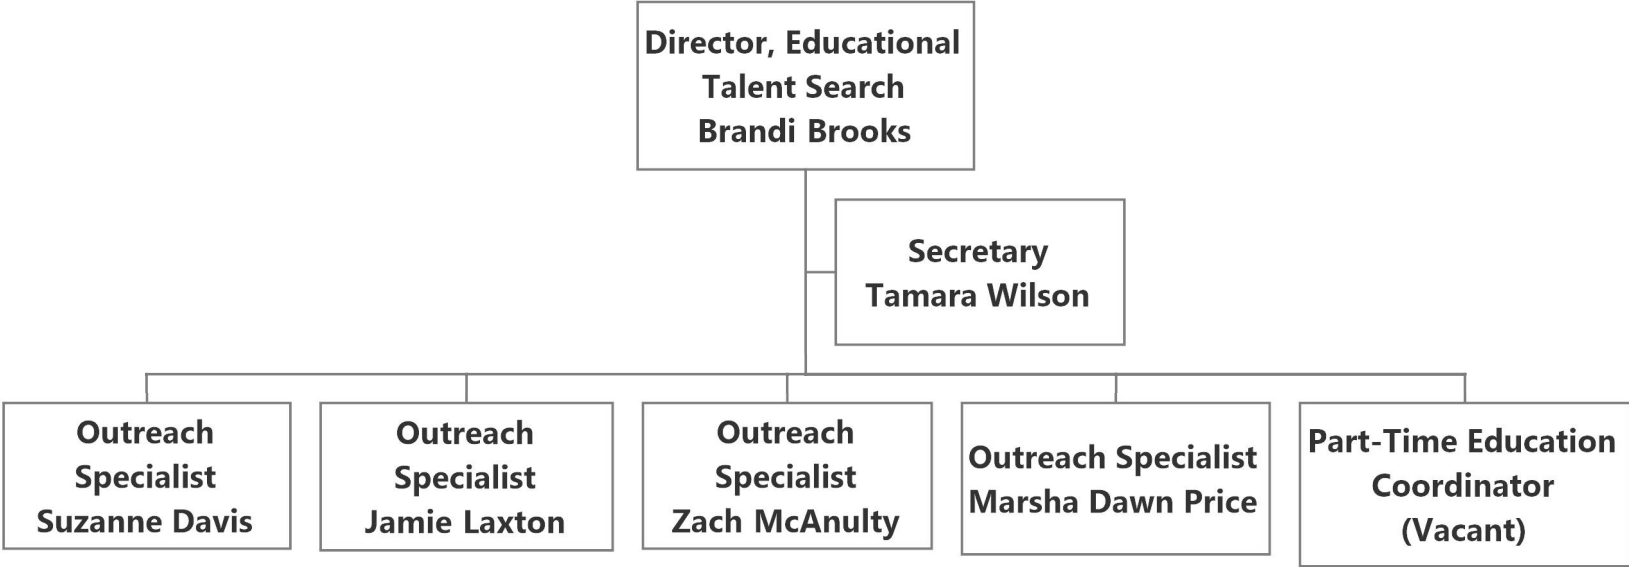 Director, Educational
Talent Search
Brandi Brooks
Secretary
Tamara Wilson
Outreach
Specialist
Suzanne Davis
Outreach
Specialist
Jamie Laxton
Outreach
Specialist
Zach McAnulty
Outreach Specialist
Marsha Dawn Price
Part-Time Education
Coordinator
(Vacant)